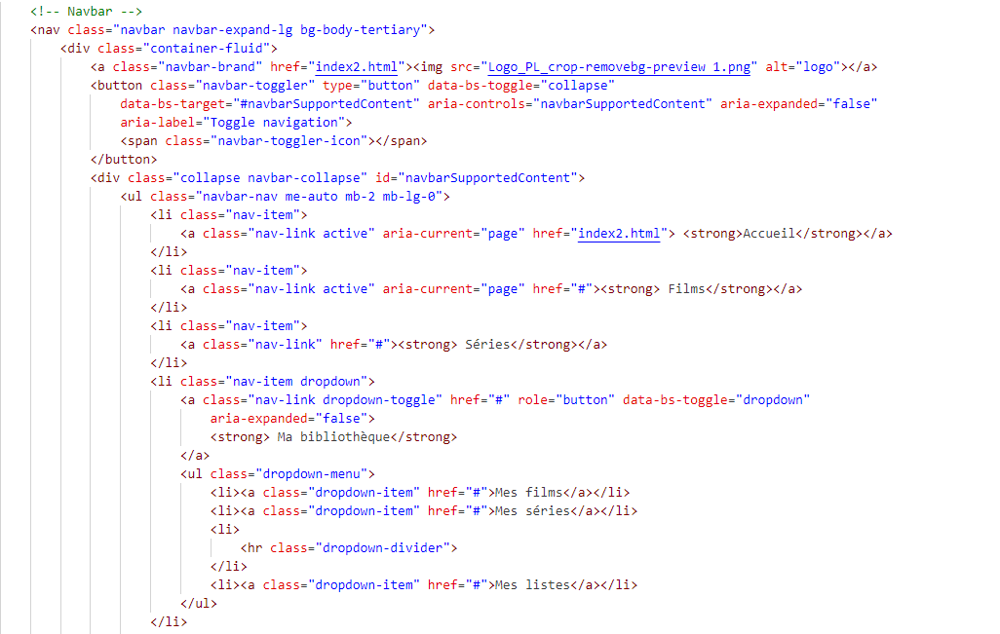 <!-- Navbar -->
<nav class="navbar navbar-expand-lg bg-body-tertiary">
<div class="container-fluid">
<a class="navbar-brand" href="index2.html"><img src="Logo_PL_crop-removebg-preview 1.png" alt="logo"></a>
<button class="navbar-toggler" type="button" data-bs-toggle="collapse"
data-bs-target="#navbarSupportedContent" aria-controls="navbarSupportedContent" aria-expanded="false"
aria-label="Toggle navigation">
<span class="navbar-toggler-icon"></span>
</button>
<div class="collapse navbar-collapse" id="navbarSupportedContent">
<ul class="navbar-nav me-auto mb-2 mb-lg-0">
<li class="nav-item">
<a class="nav-link active" aria-current="page" href="index2.html"> <strong>Accueil</strong></a>
</li>
<li class="nav-item">
<a class="nav-link active" aria-current="page" href="#"><strong> Films</strong></a>
</li>
<li class="nav-item">
<a class="nav-link" href="#"><strong> Séries</strong></a>
</li>
<li class="nav-item dropdown">
<a class="nav-link dropdown-toggle" href="#" role="button" data-bs-toggle="dropdown"
aria-expanded="false">
<strong> Ma bibliothèque</strong>
</a>
<ul class="dropdown-menu">
<li><a class="dropdown-item" href="#">Mes films</a></li>
<li><a class="dropdown-item" href="#">Mes séries</a></li>
<li>
<hr class="dropdown-divider">
</li>
<li><a class="dropdown-item" href="#">Mes listes</a></li>
</ul>
</li>